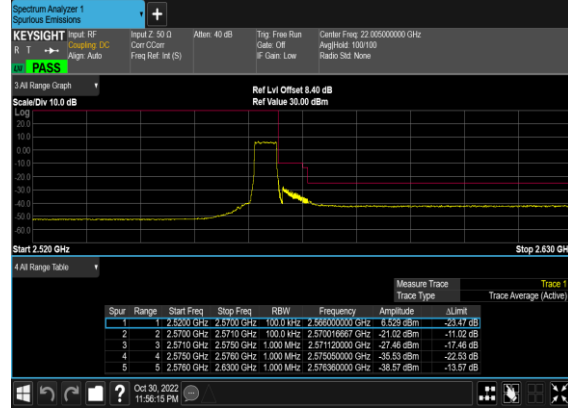 Spectrum Analyzer 1
Spurious Emissions
KEYSIGHT Input: RF Input Z: 50 Ω Atten: 40 dB Trig: Free Run Center Freq: 22.005000000 GHz
R T Coupling: DC Corr CCorr Gate: Off Avg|Hold: 100/100
Align: Auto Freq Ref: Int (S) IF Gain: Low Radio Std: None
PASS
3 All Range Graph
Ref Lvl Offset 8.40 dB
Scale/Div 10.0 dB Ref Value 30.00 dBm
Log
20.0
10.0
0.00
-10.0
-20.0
-30.0
-40.0
-50.0
-60.0
Start 2.520 GHz Stop 2.630 GH
4 All Range Table
Measure Trace Trace 1
Trace Type Trace Average (Active)
Spur Range Start Freq Stop Freq RBW Frequency Amplitude ΔLimit
1 1 2.5200 GHz 2.5700 GHz 100.0 kHz 2.566000000 GHz 6.529 dBm -23.47 dB
2 2 2.5700 GHz 2.5710 GHz 100.0 kHz 2.570016667 GHz -21.02 dBm -11.02 dB
3 3 2.5710 GHz 2.5750 GHz 1.000 MHz 2.571120000 GHz -27.46 dBm -17.46 dB
4 4 2.5750 GHz 2.5760 GHz 1.000 MHz 2.575050000 GHz -35.53 dBm -22.53 dB
5 5 2.5760 GHz 2.6300 GHz 1.000 MHz 2.576360000 GHz -38.57 dBm -13.57 dB
Oct 30, 2022
11:56:15 PM